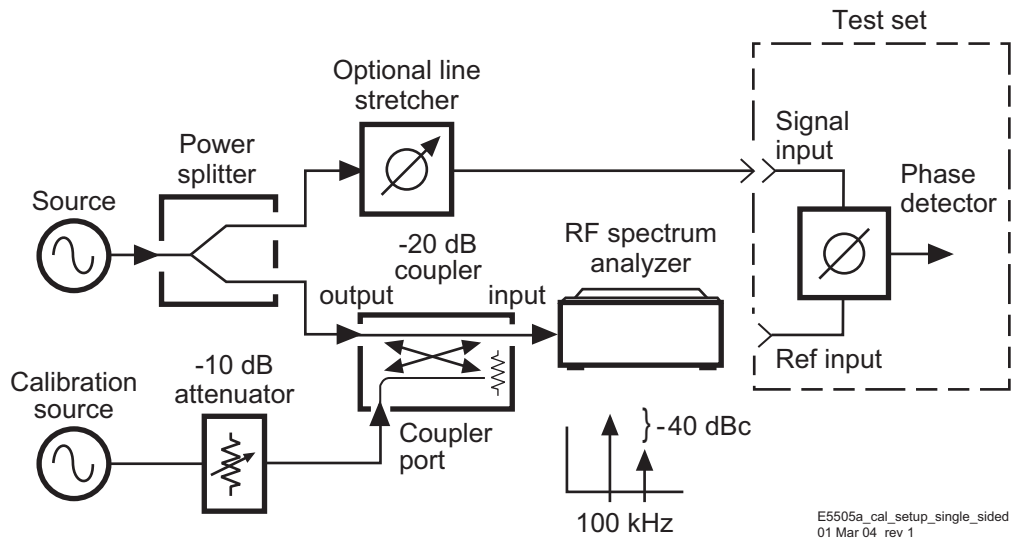 Test set
Optional line
stretcher
Signal
input
Power
splitter
Phase
detector
Source
-20 dB
coupler
RF spectrum
analyzer
output
input
Ref input
-10 dB
attenuator
Calibration
source
Coupler
port
} -40 dBc
100 kHz
E5505a_cal_setup_single_sided
01 Mar 04 rev 1